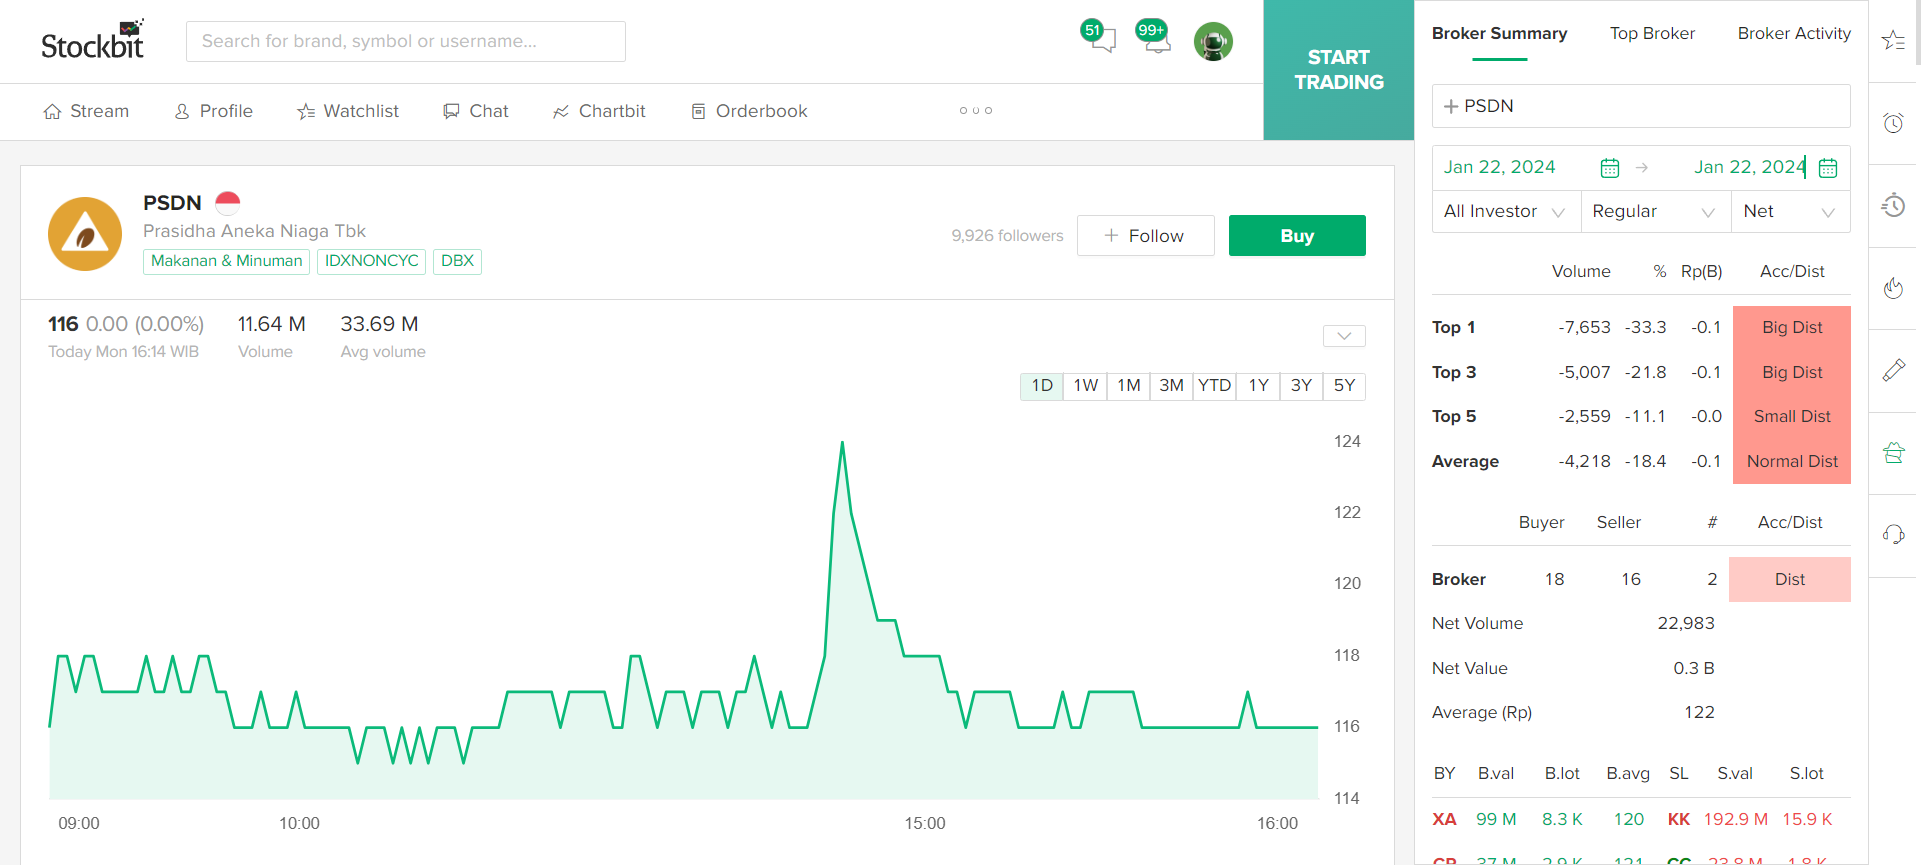 Stockbit
Search for brand, symbol or username...
51
99+
START
TRADING
Stream
Profile
Watchlist
Chat
Chartbit
Orderbook
PSDN
Prasidha Aneka Niaga Tbk
Makanan & Minuman
IDXNONCYC
DBX
9,926 followers
+ Follow
Buy
116 0.00 (0.00%)
11.64 M
33.69 M
Today Mon 16:14 WIB
Volume
Avg volume
1D 1W 1M 3M YTD 1Y 3Y 5Y
124
122
120
118
116
114
09:00 10:00 15:00 16:00
Broker Summary Top Broker Broker Activity
+ PSDN
Jan 22, 2024 → Jan 22, 2024
All Investor Regular Net
Volume % Rp(B) Acc/Dist
Top 1 -7,653 -33.3 -0.1 Big Dist
Top 3 -5,007 -21.8 -0.1 Big Dist
Top 5 -2,559 -11.1 -0.0 Small Dist
Average -4,218 -18.4 -0.1 Normal Dist
Buyer Seller # Acc/Dist
Broker 18 16 2 Dist
Net Volume 22,983
Net Value 0.3 B
Average (Rp) 122
BY B.val B.lot B.avg SL S.val S.lot
XA 99 M 8.3 K 120 KK 192.9 M 15.9 K